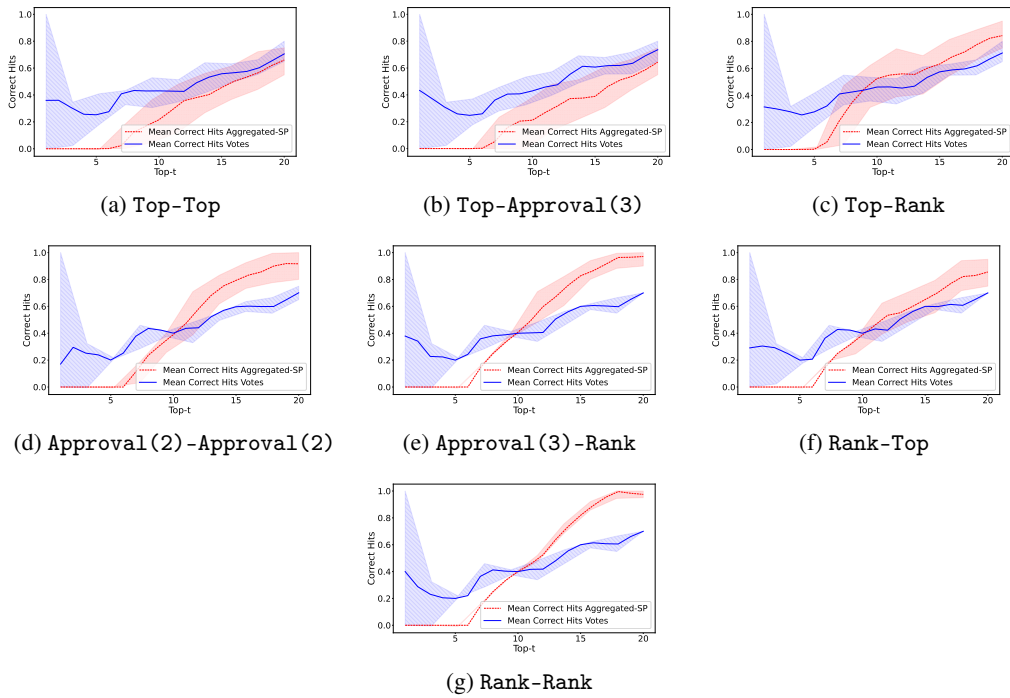 1.0
0.8
0.6
0.4
0.2
0.0
Correct Hits
5 10 15 20
Top-t
Mean Correct Hits Aggregated-SP
Mean Correct Hits Votes
(a) Top-Top
1.0
0.8
0.6
0.4
0.2
0.0
Correct Hits
5 10 15 20
Top-t
Mean Correct Hits Aggregated-SP
Mean Correct Hits Votes
(b) Top-Approval(3)
1.0
0.8
0.6
0.4
0.2
0.0
Correct Hits
5 10 15 20
Top-t
Mean Correct Hits Aggregated-SP
Mean Correct Hits Votes
(c) Top-Rank
1.0
0.8
0.6
0.4
0.2
0.0
Correct Hits
5 10 15 20
Top-t
Mean Correct Hits Aggregated-SP
Mean Correct Hits Votes
(d) Approval(2)-Approval(2)
1.0
0.8
0.6
0.4
0.2
0.0
Correct Hits
5 10 15 20
Top-t
Mean Correct Hits Aggregated-SP
Mean Correct Hits Votes
(e) Approval(3)-Rank
1.0
0.8
0.6
0.4
0.2
0.0
Correct Hits
5 10 15 20
Top-t
Mean Correct Hits Aggregated-SP
Mean Correct Hits Votes
(f) Rank-Top
1.0
0.8
0.6
0.4
0.2
0.0
Correct Hits
5 10 15 20
Top-t
Mean Correct Hits Aggregated-SP
Mean Correct Hits Votes
(g) Rank-Rank